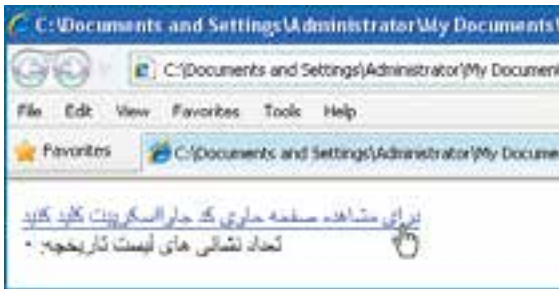 C:\Documents and Settings\Administrator\My Documents
C:\Documents and Settings\Administrator\My Documen
File Edit View Favorites Tools Help
Favorites C:\Documents and Settings\Administrator\My Docume
برای مشاهده صفحه حاوی کد جاوااسکریپت کلیک کنید
تعداد نشانی های لیست تاریخچه: ۰